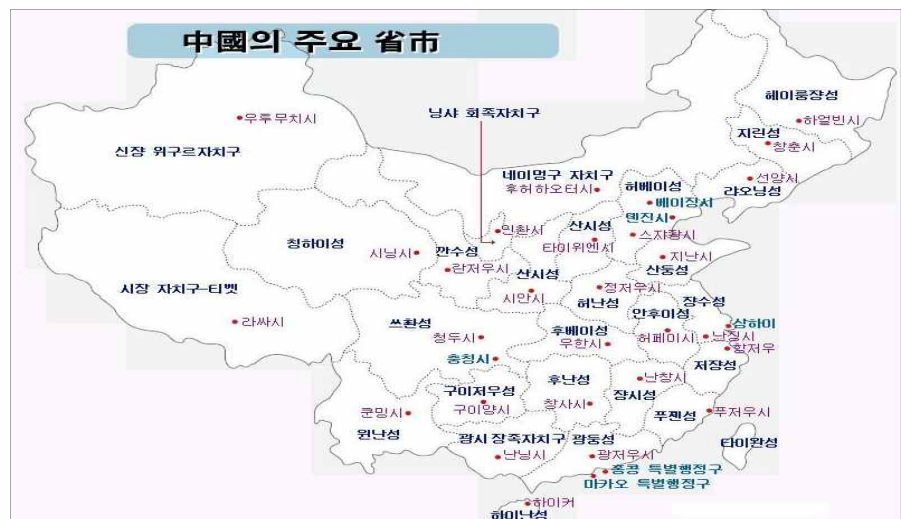 中國의 주요 省市
헤이룽쟝성
하얼빈시
닝샤 회족자치구
우루무치시
지린성
창춘시
신쟝 위구르자치구
네이멍구 자치구
후허하오터시
허베이성
선양시
랴오닝성
베이징시
톈진시
인촨시
산시성
스쟈좡시
칭하이성
시닝시
깐수성
타이위엔시
지난시
란저우시
산시성
산둥성
시장 자치구-티벳
시안시
정저우시
허난성
쟝수성
안후이성
라싸시
쓰촨성
후베이성
상하이
청두시
우한시
허페이시
난징시
항저우
충칭시
저쟝성
구이저우성
후난성
난창시
쿤밍시
구이양시
창사시
쟝시성
푸젠성
푸저우시
윈난성
광시 장족자치구
광둥성
타이완성
난닝시
광저우시
홍콩 특별행정구
마카오 특별행정구
하이커
하이난성